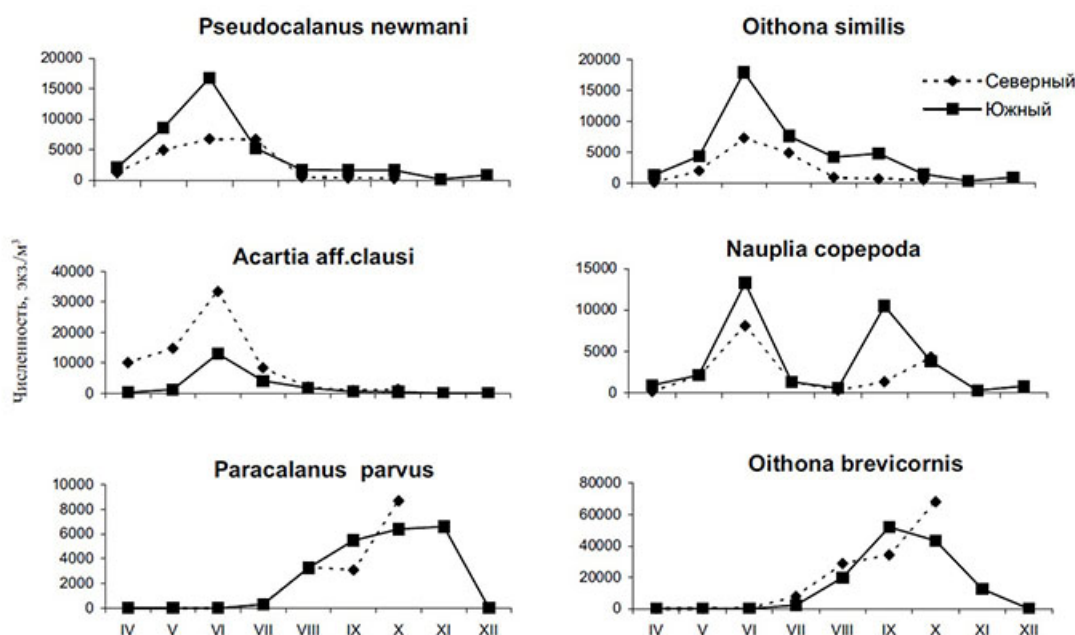 Pseudocalanus newmani
20000
15000
10000
5000
0
Oithona similis
20000
15000
10000
5000
0
Северный
Южный
Численность, экз./м³
Acartia aff.clausi
40000
30000
20000
10000
0
Nauplia copepoda
15000
10000
5000
0
Paracalanus parvus
10000
8000
6000
4000
2000
0
IV V VI VII VIII IX X XI XII
Oithona brevicornis
80000
60000
40000
20000
0
IV V VI VII VIII IX X XI XII